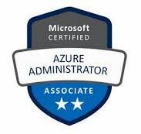 Microsoft
CERTIFIED
AZURE
ADMINISTRATOR
ASSOCIATE